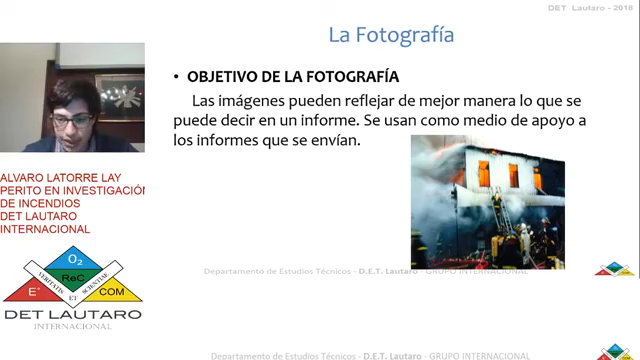 DET Lautaro - 2018
La Fotografía
• OBJETIVO DE LA FOTOGRAFÍA
Las imágenes pueden reflejar de mejor manera lo que se
puede decir en un informe. Se usan como medio de apoyo a
los informes que se envían.
ALVARO LATORRE LAY
PERITO EN INVESTIGACIÓN
DE INCENDIOS
DET LAUTARO
INTERNACIONAL
O₂
ReC
VERITATIS ET SCIENTIAE
E+
COM
DET LAUTARO
INTERNACIONAL
Departamento de Estudios Técnicos - D.E.T. Lautaro - GRUPO INTERNACIONAL
Departamento de Estudios Técnicos - D.E.T. Lautaro - GRUPO INTERNACIONAL